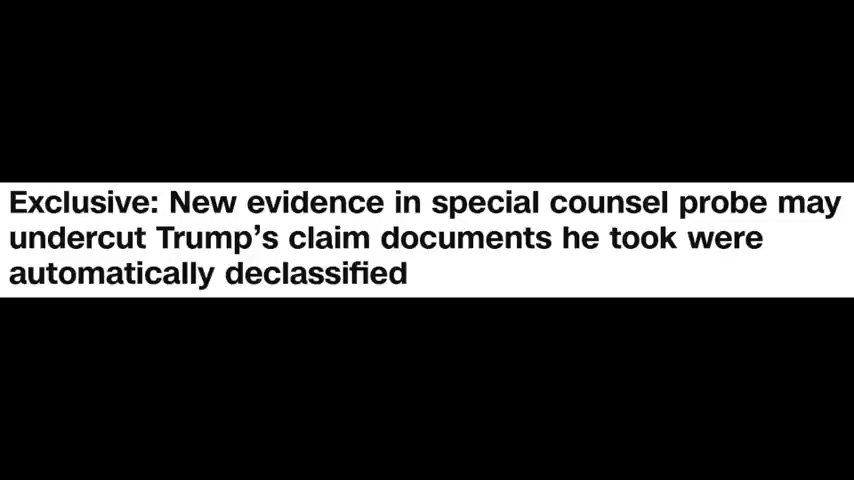 Exclusive: New evidence in special counsel probe may
undercut Trump’s claim documents he took were
automatically declassified